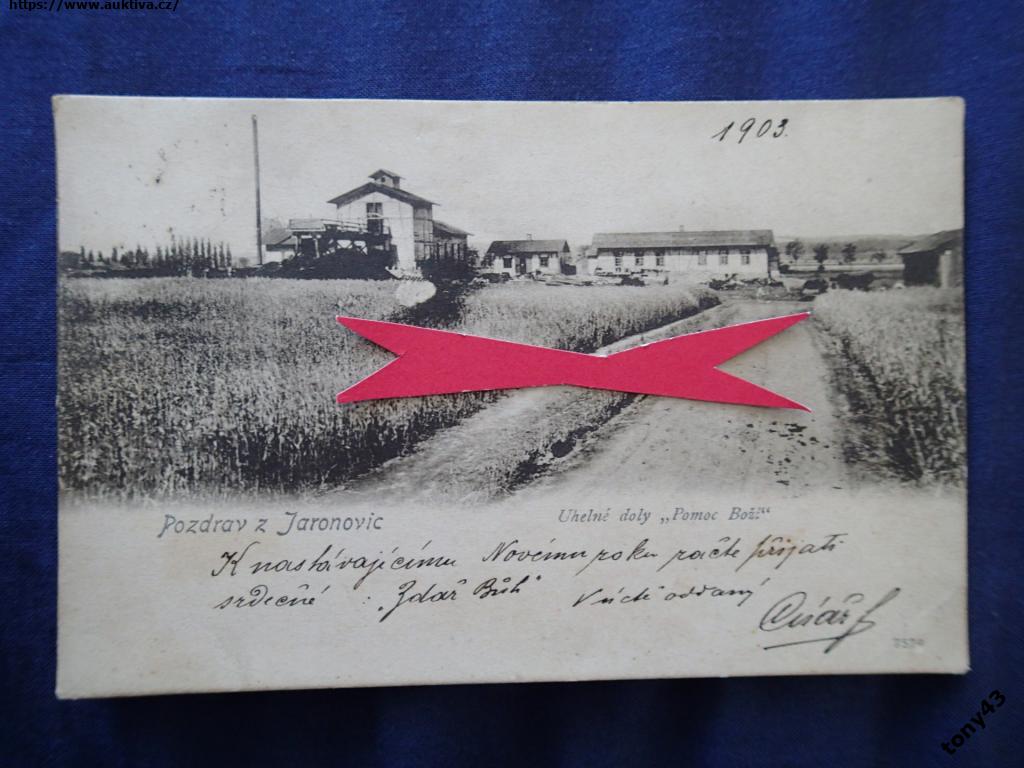 https://www.auktiva.cz/
1903.
Pozdrav z Jaronovic
Uhelné doly „Pomoc Boží“
K nastávajícímu Novému roku račte přijati
srdečné : „Zdař Bůh“ V úctě oddaný
tony43